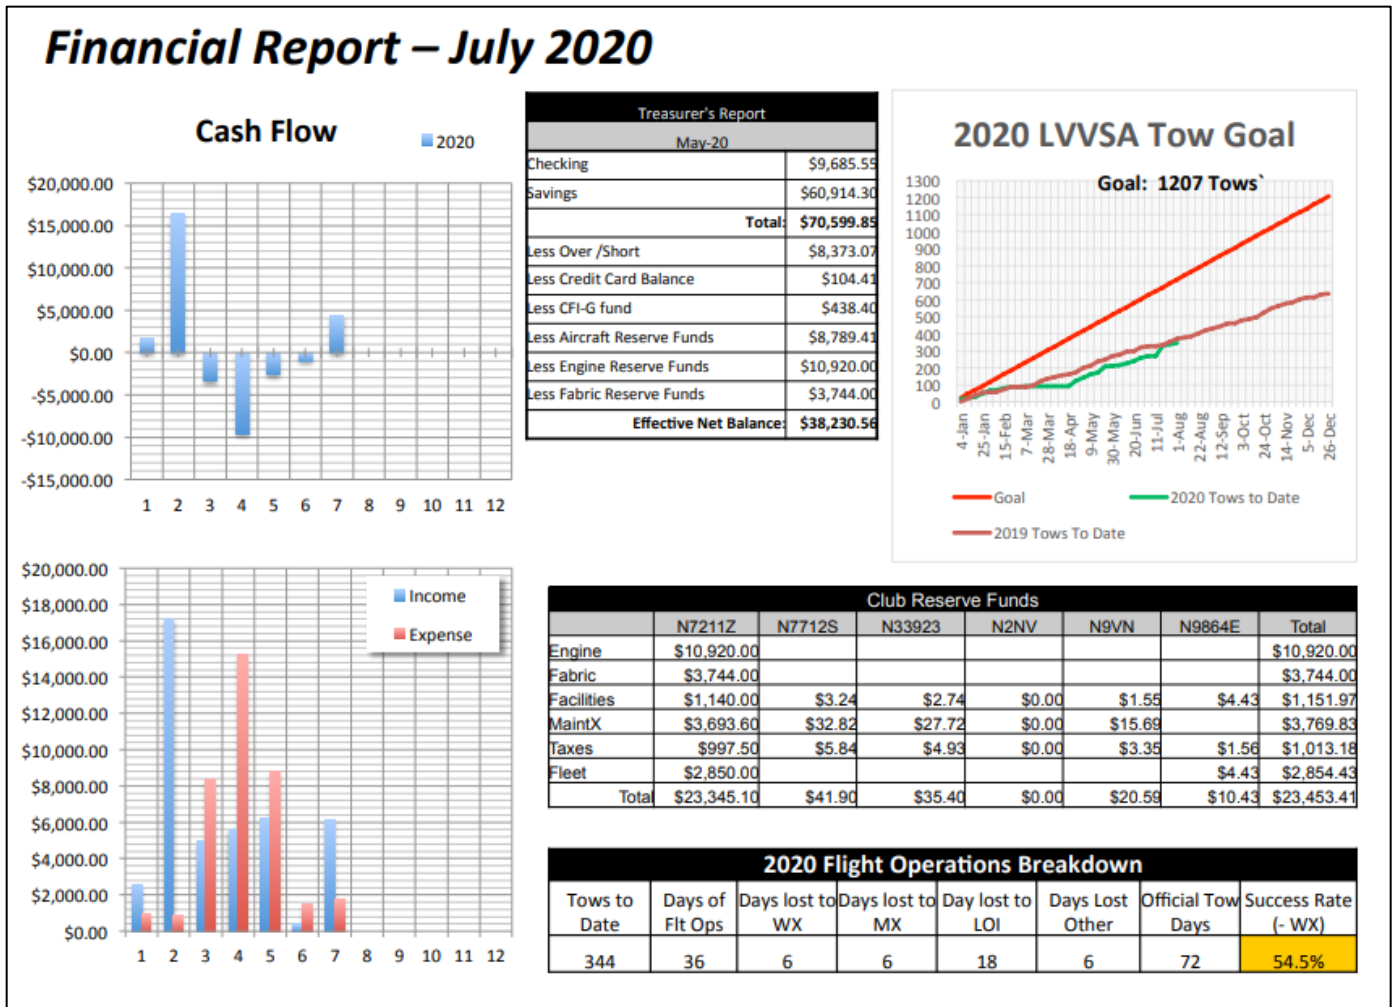 Financial Report – July 2020
Cash Flow
2020
$20,000.00
$15,000.00
$10,000.00
$5,000.00
$0.00
-$5,000.00
-$10,000.00
-$15,000.00
1 2 3 4 5 6 7 8 9 10 11 12
Treasurer's Report
May-20
Checking $9,685.55
Savings $60,914.30
Total: $70,599.85
Less Over /Short $8,373.07
Less Credit Card Balance $104.41
Less CFI-G fund $438.40
Less Aircraft Reserve Funds $8,789.41
Less Engine Reserve Funds $10,920.00
Less Fabric Reserve Funds $3,744.00
Effective Net Balance: $38,230.56
2020 LVVSA Tow Goal
Goal: 1207 Tows`
1300
1200
1100
1000
900
800
700
600
500
400
300
200
100
0
4-Jan 25-Jan 15-Feb 7-Mar 28-Mar 18-Apr 9-May 30-May 20-Jun 11-Jul 1-Aug 22-Aug 12-Sep 3-Oct 24-Oct 14-Nov 5-Dec 26-Dec
Goal 2020 Tows to Date
2019 Tows To Date
$20,000.00
$18,000.00
$16,000.00
$14,000.00
$12,000.00
$10,000.00
$8,000.00
$6,000.00
$4,000.00
$2,000.00
$0.00
Income
Expense
1 2 3 4 5 6 7 8 9 10 11 12
Club Reserve Funds
N7211Z N7712S N33923 N2NV N9VN N9864E Total
Engine $10,920.00 $10,920.00
Fabric $3,744.00 $3,744.00
Facilities $1,140.00 $3.24 $2.74 $0.00 $1.55 $4.43 $1,151.97
MaintX $3,693.60 $32.82 $27.72 $0.00 $15.69 $3,769.83
Taxes $997.50 $5.84 $4.93 $0.00 $3.35 $1.56 $1,013.18
Fleet $2,850.00 $4.43 $2,854.43
Total $23,345.10 $41.90 $35.40 $0.00 $20.59 $10.43 $23,453.41
2020 Flight Operations Breakdown
Tows to Days of Days lost to Days lost to Day lost to Days Lost Official Tow Success Rate
Date Flt Ops WX MX LOI Other Days (- WX)
344 36 6 6 18 6 72 54.5%